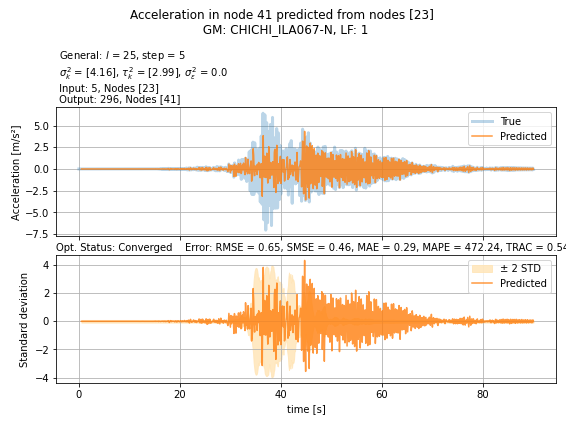 Acceleration in node 41 predicted from nodes [23]
GM: CHICHI_ILA067-N, LF: 1
General: l = 25, step = 5
σ²ₖ = [4.16], τ²ₖ = [2.99], σ²ε = 0.0
Input: 5, Nodes [23]
Output: 296, Nodes [41]
Acceleration [m/s²]
5.0
2.5
0.0
−2.5
−5.0
−7.5
True
Predicted
Opt. Status: Converged Error: RMSE = 0.65, SMSE = 0.46, MAE = 0.29, MAPE = 472.24, TRAC = 0.54
Standard deviation
4
2
0
−2
−4
± 2 STD
Predicted
0 20 40 60 80
time [s]